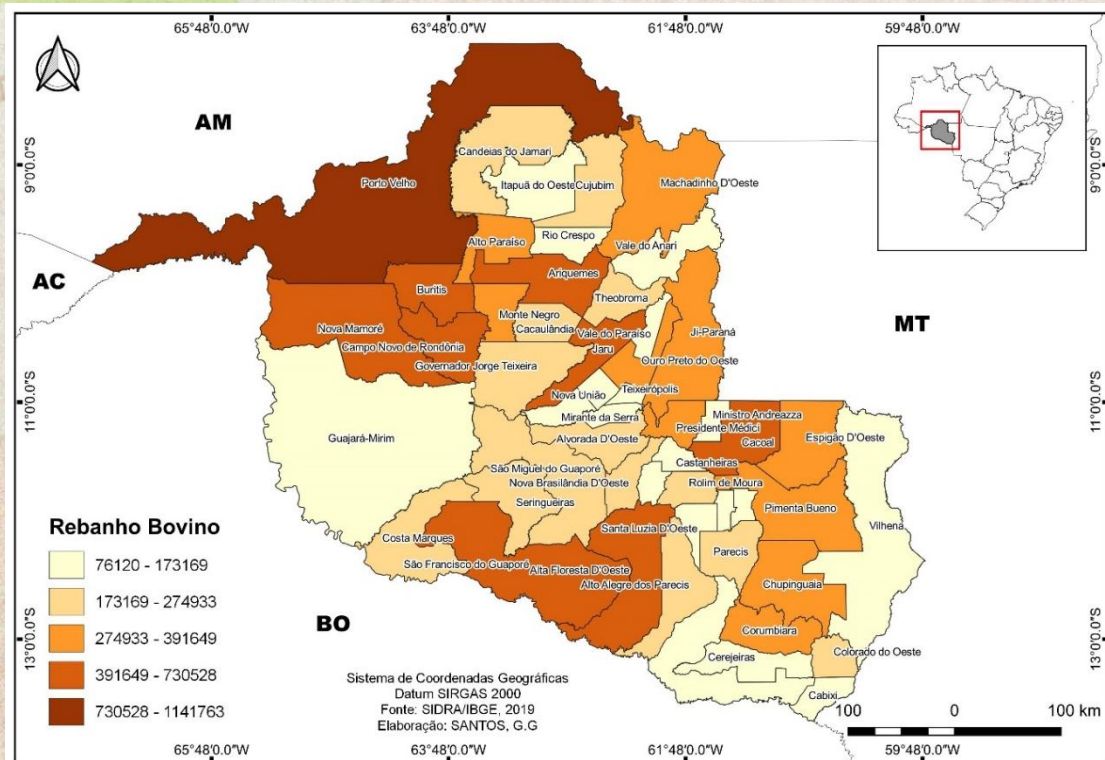 65°48'0.0"W 63°48'0.0"W 61°48'0.0"W 59°48'0.0"W
AM
9°0'0.0"S
9°0'0.0"S
Candeias do Jamari
Porto Velho
Itapuã do Oeste
Cujubim
Machadinho D'Oeste
Rio Crespo
Alto Paraíso
Vale do Anari
AC
Ariquemes
Buritis
Theobroma
MT
Monte Negro
Nova Mamoré
Cacaulândia
Vale do Paraíso
Ji-Paraná
Campo Novo de Rondônia
Jaru
Ouro Preto do Oeste
Governador Jorge Teixeira
Teixeirópolis
Nova União
11°0'0.0"S
11°0'0.0"S
Mirante da Serra
Ministro Andreazza
Presidente Médici
Guajará-Mirim
Alvorada D'Oeste
Cacoal
Espigão D'Oeste
Castanheiras
São Miguel do Guaporé
Nova Brasilândia D'Oeste
Rolim de Moura
Seringueiras
Pimenta Bueno
Vilhena
Santa Luzia D'Oeste
Costa Marques
Parecis
São Francisco do Guaporé
Alta Floresta D'Oeste
Alto Alegre dos Parecis
Chupinguaia
BO
Corumbiara
13°0'0.0"S
13°0'0.0"S
Colorado do Oeste
Cerejeiras
Cabixi
Rebanho Bovino
76120 - 173169
173169 - 274933
274933 - 391649
391649 - 730528
730528 - 1141763
Sistema de Coordenadas Geográficas
Datum SIRGAS 2000
Fonte: SIDRA/IBGE, 2019
Elaboração: SANTOS, G.G
100 0 100 km
65°48'0.0"W 63°48'0.0"W 61°48'0.0"W 59°48'0.0"W